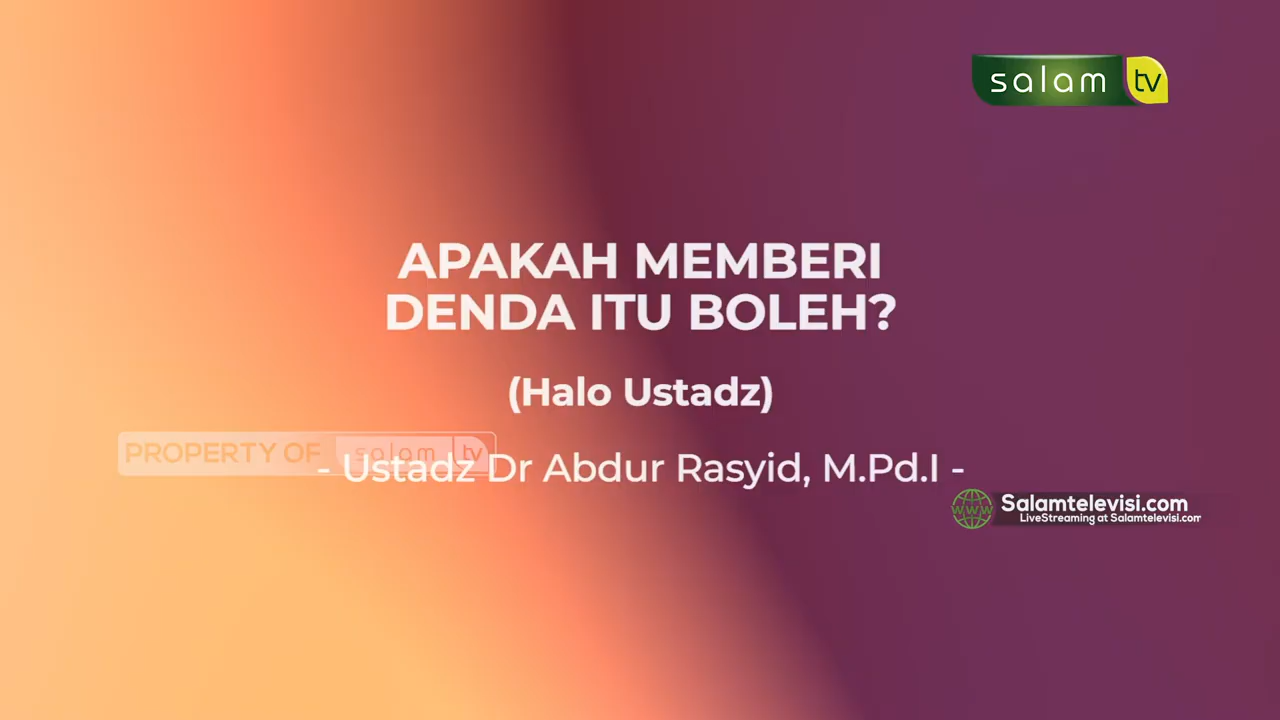 salam tv
APAKAH MEMBERI
DENDA ITU BOLEH?
(Halo Ustadz)
PROPERTY OF salam tv
- Ustadz Dr Abdur Rasyid, M.Pd.I -
www
Salamtelevisi.com
LiveStreaming at Salamtelevisi.com